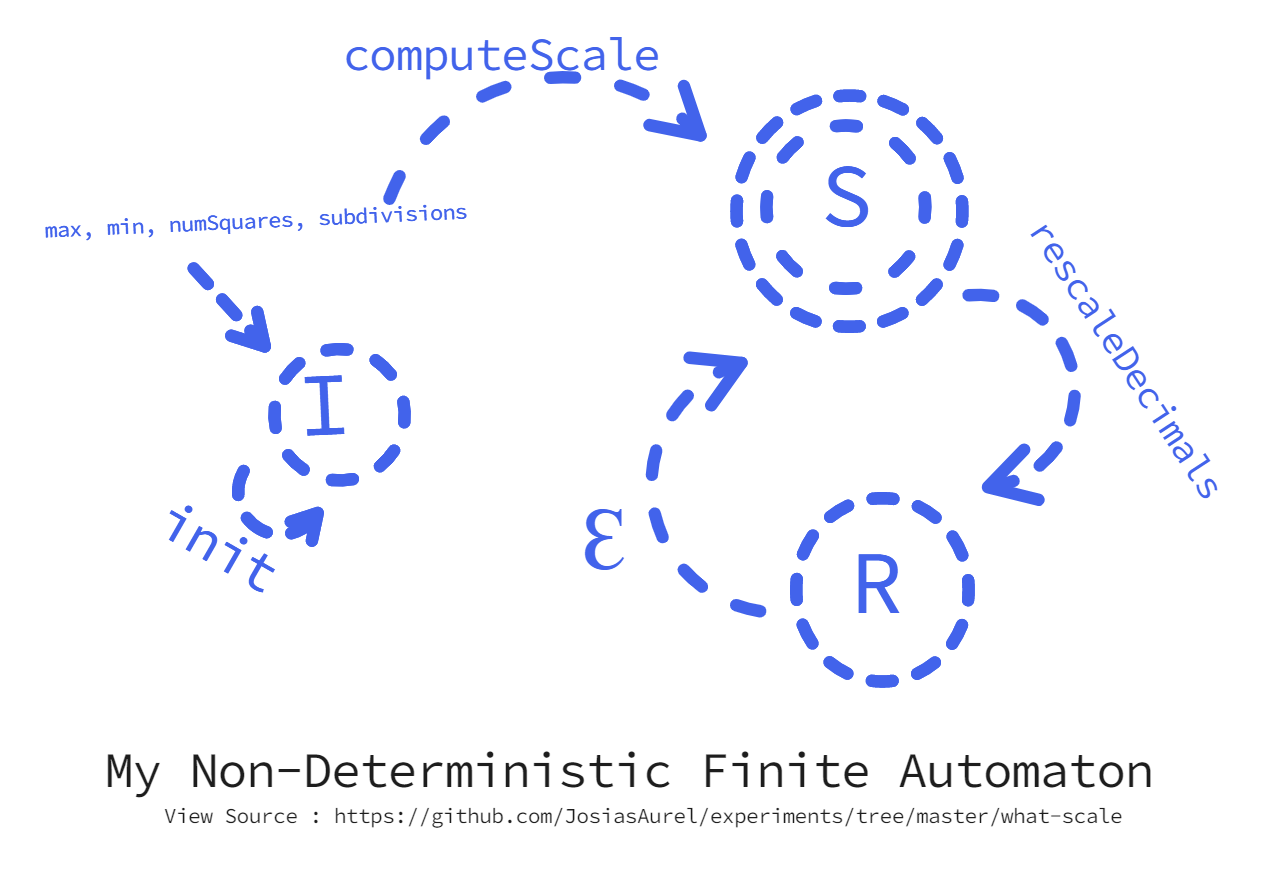 computeScale
S
max, min, numSquares, subdivisions
rescaleDecimals
I
init
ε
R
My Non-Deterministic Finite Automaton
View Source : https://github.com/JosiasAurel/experiments/tree/master/what-scale